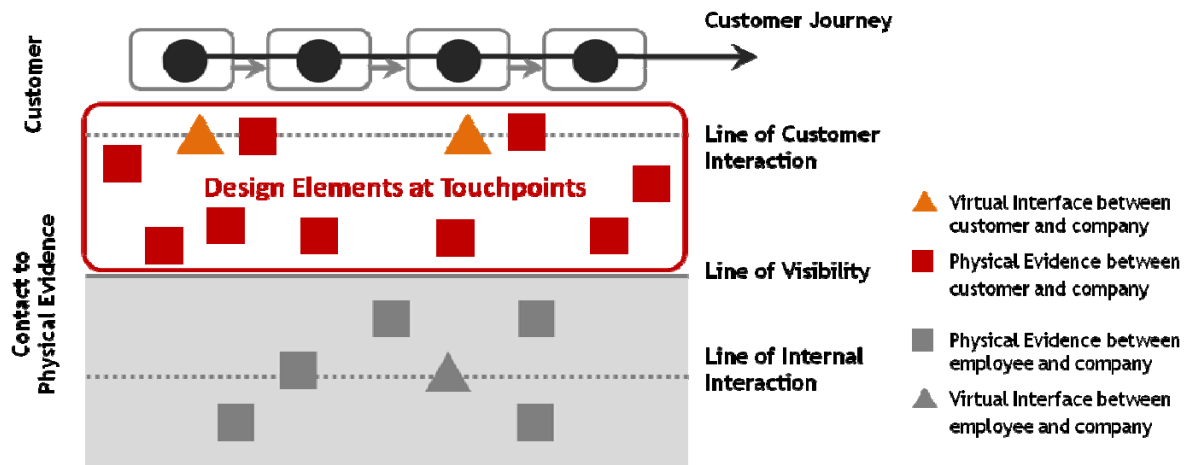 Customer Journey
Customer
Line of Customer
Interaction
Design Elements at Touchpoints
Virtual Interface between
customer and company
Line of Visibility
Physical Evidence between
customer and company
Contact to
Physical Evidence
Physical Evidence between
employee and company
Line of Internal
Interaction
Virtual Interface between
employee and company